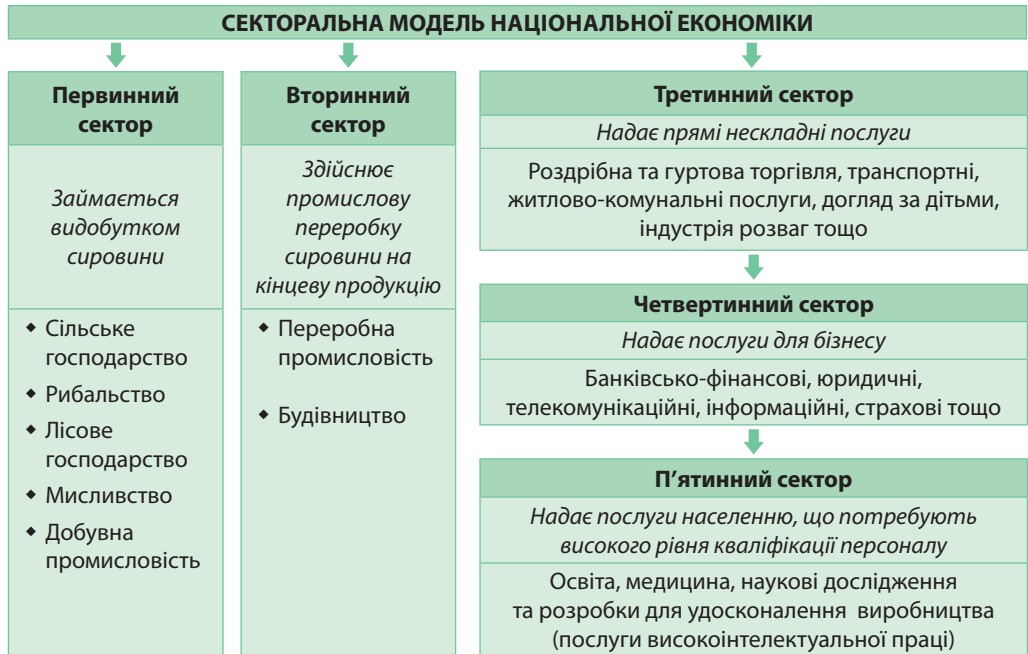 СЕКТОРАЛЬНА МОДЕЛЬ НАЦІОНАЛЬНОЇ ЕКОНОМІКИ
Первинний
сектор
Займається
видобутком
сировини
◆ Сільське
господарство
◆ Рибальство
◆ Лісове
господарство
◆ Мисливство
◆ Добувна
промисловість
Вторинний
сектор
Здійснює
промислову
переробку
сировини на
кінцеву продукцію
◆ Переробна
промисловість
◆ Будівництво
Третинний сектор
Надає прямі нескладні послуги
Роздрібна та гуртова торгівля, транспортні,
житлово-комунальні послуги, догляд за дітьми,
індустрія розваг тощо
Четвертинний сектор
Надає послуги для бізнесу
Банківсько-фінансові, юридичні,
телекомунікаційні, інформаційні, страхові тощо
П’ятинний сектор
Надає послуги населенню, що потребують
високого рівня кваліфікації персоналу
Освіта, медицина, наукові дослідження
та розробки для удосконалення виробництва
(послуги високоінтелектуальної праці)